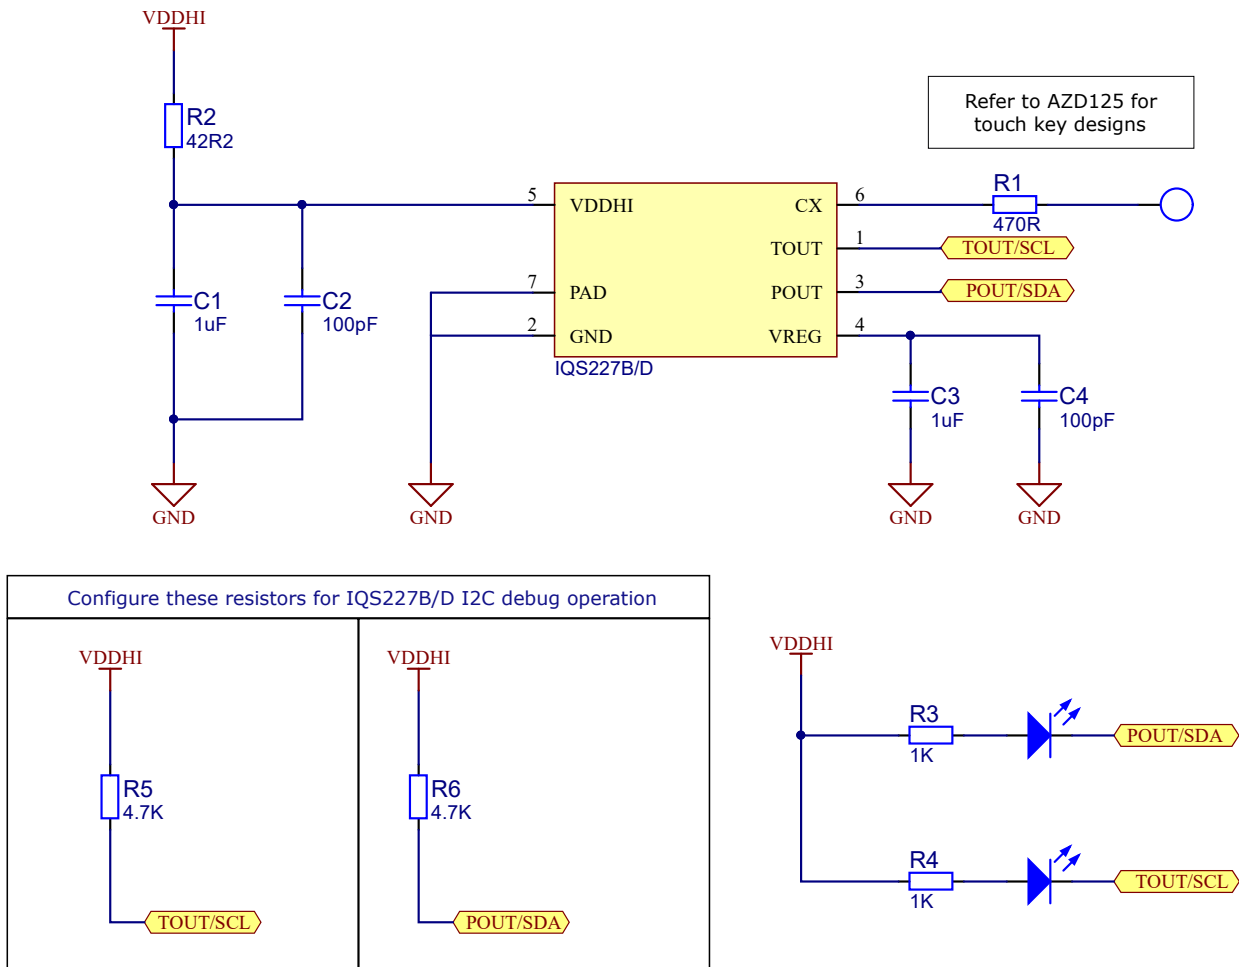 VDDHI
R2
42R2
Refer to AZD125 for
touch key designs
5
VDDHI
CX
6
R1
470R
TOUT
1
TOUT/SCL
7
PAD
POUT
3
POUT/SDA
2
GND
VREG
4
IQS227B/D
C1
1uF
C2
100pF
C3
1uF
C4
100pF
GND
GND
GND
GND
Configure these resistors for IQS227B/D I2C debug operation
VDDHI
R5
4.7K
TOUT/SCL
VDDHI
R6
4.7K
POUT/SDA
VDDHI
R3
1K
POUT/SDA
R4
1K
TOUT/SCL